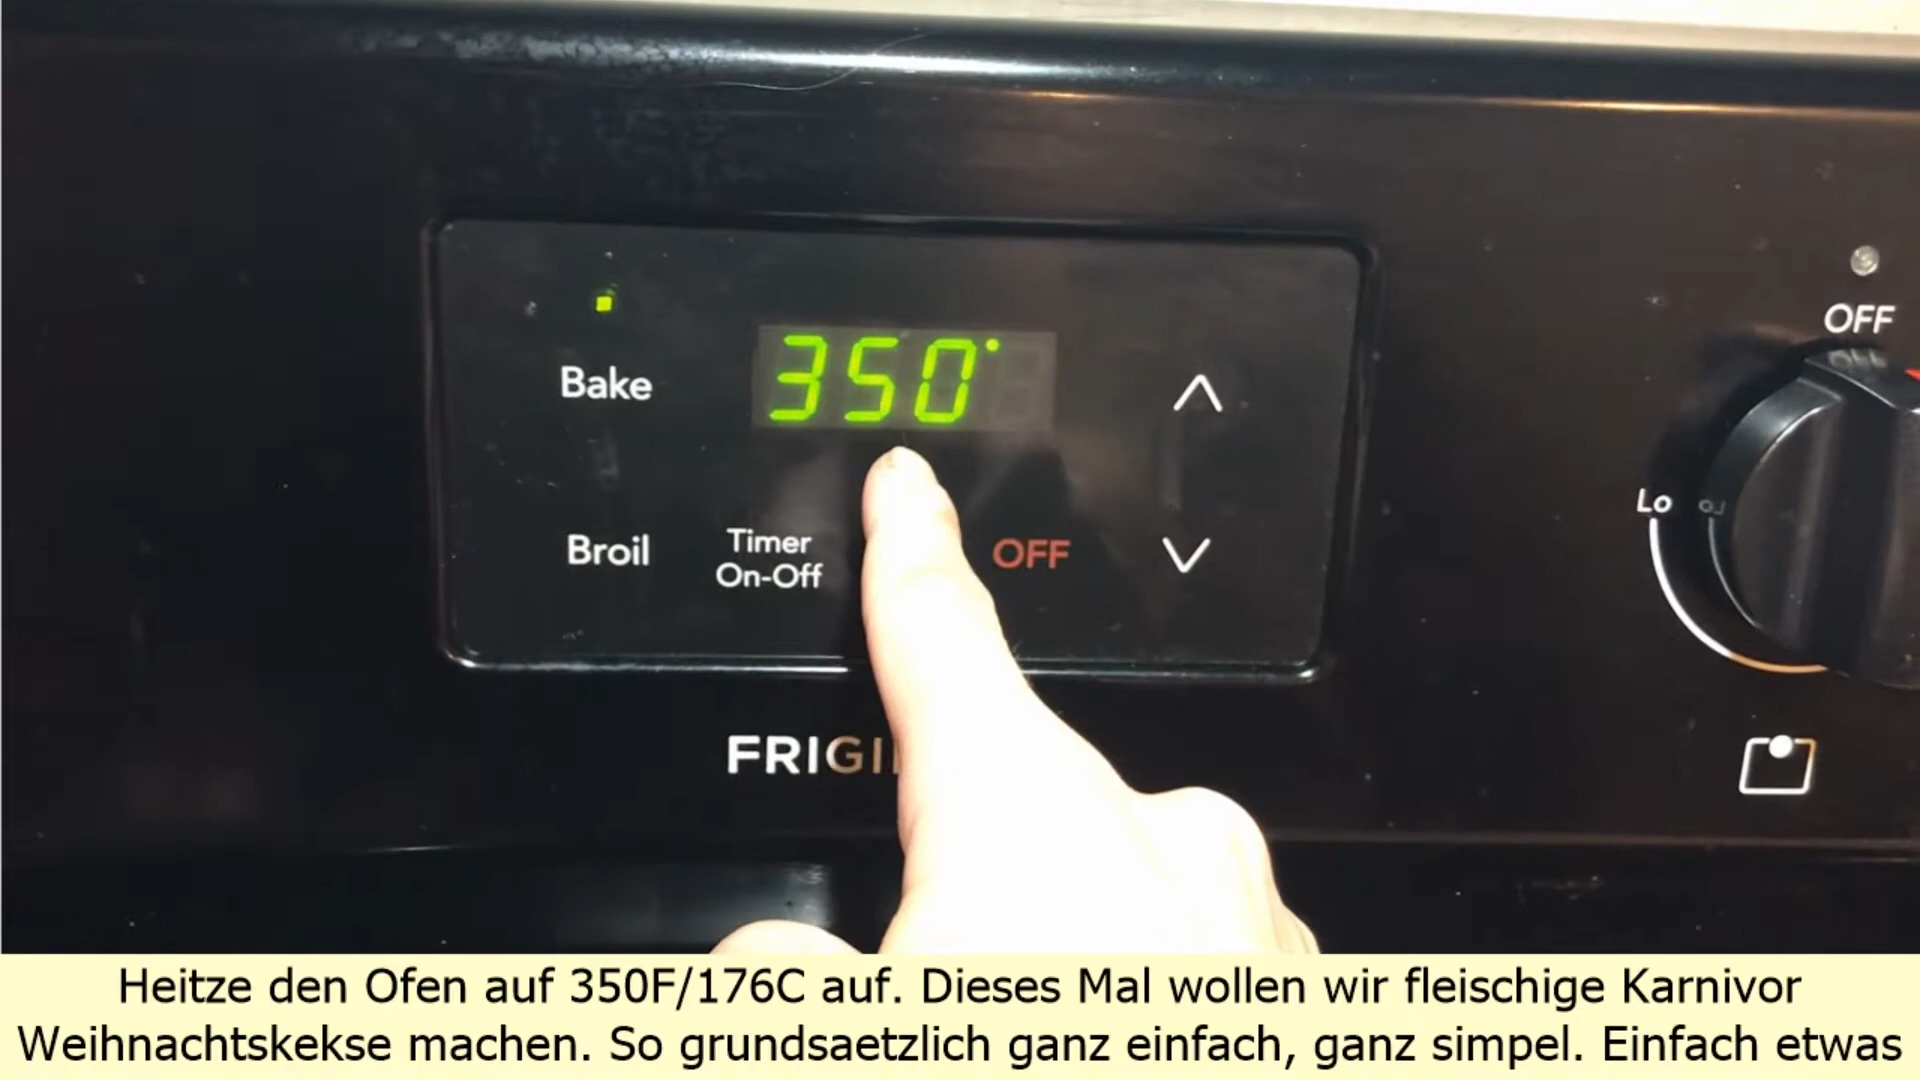 OFF
Bake
350°
Lo
Broil
Timer
On-Off
OFF
FRIGI
Heitze den Ofen auf 350F/176C auf. Dieses Mal wollen wir fleischige Karnivor
Weihnachtskekse machen. So grundsaetzlich ganz einfach, ganz simpel. Einfach etwas